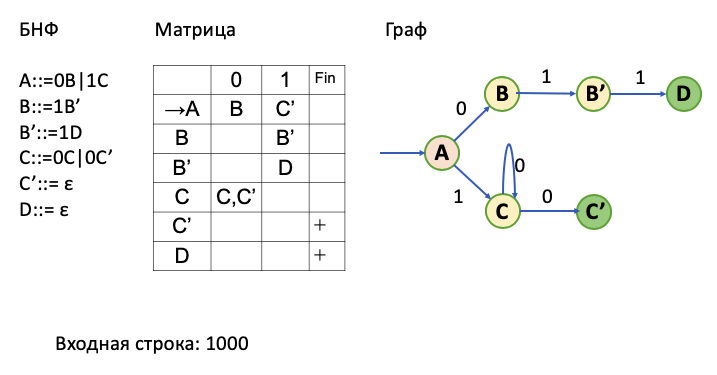 БНФ Матрица Граф
A::=0B|1C
B::=1B’
B’::=1D
C::=0C|0C’
C’::= ε
D::= ε
0 1 Fin
→A B C’
B B’
B’ D
C C,C’
C’ +
D +
B 1 B’ 1 D
0
A
0
1 0
C C’
Входная строка: 1000